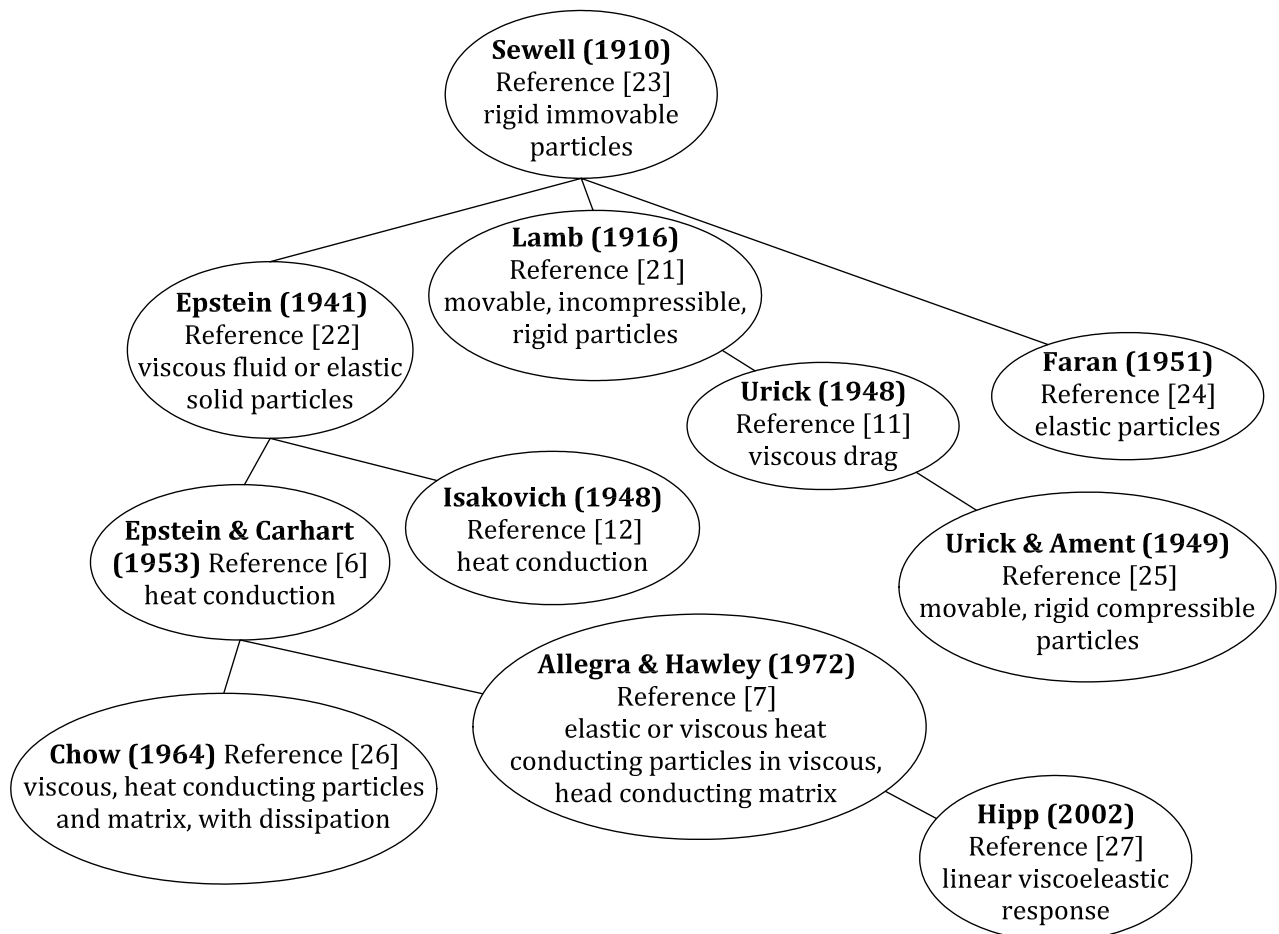 Sewell (1910)
Reference [23]
rigid immovable
particles
Lamb (1916)
Reference [21]
movable, incompressible,
rigid particles
Epstein (1941)
Reference [22]
viscous fluid or elastic
solid particles
Faran (1951)
Reference [24]
elastic particles
Urick (1948)
Reference [11]
viscous drag
Isakovich (1948)
Reference [12]
heat conduction
Epstein & Carhart
(1953) Reference [6]
heat conduction
Urick & Ament (1949)
Reference [25]
movable, rigid compressible
particles
Allegra & Hawley (1972)
Reference [7]
elastic or viscous heat
conducting particles in viscous,
head conducting matrix
Chow (1964) Reference [26]
viscous, heat conducting particles
and matrix, with dissipation
Hipp (2002)
Reference [27]
linear viscoeleastic
response